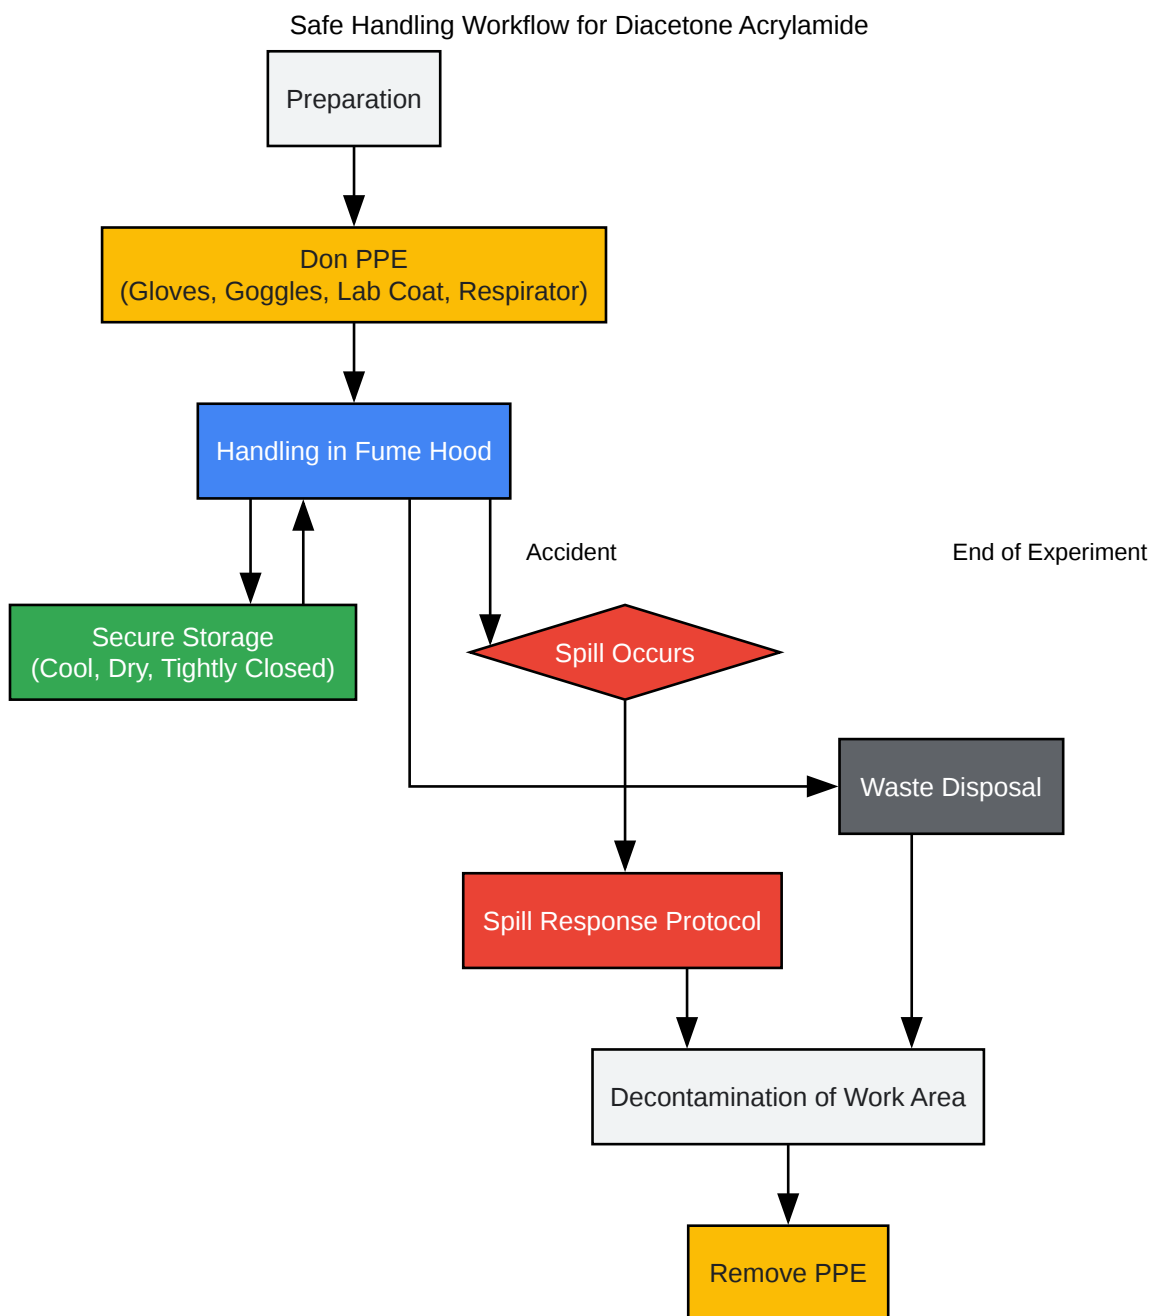 Safe Handling Workflow for Diacetone Acrylamide
Preparation
Don PPE
(Gloves, Goggles, Lab Coat, Respirator)
Handling in Fume Hood
Accident
End of Experiment
Secure Storage
(Cool, Dry, Tightly Closed)
Spill Occurs
Waste Disposal
Spill Response Protocol
Decontamination of Work Area
Remove PPE